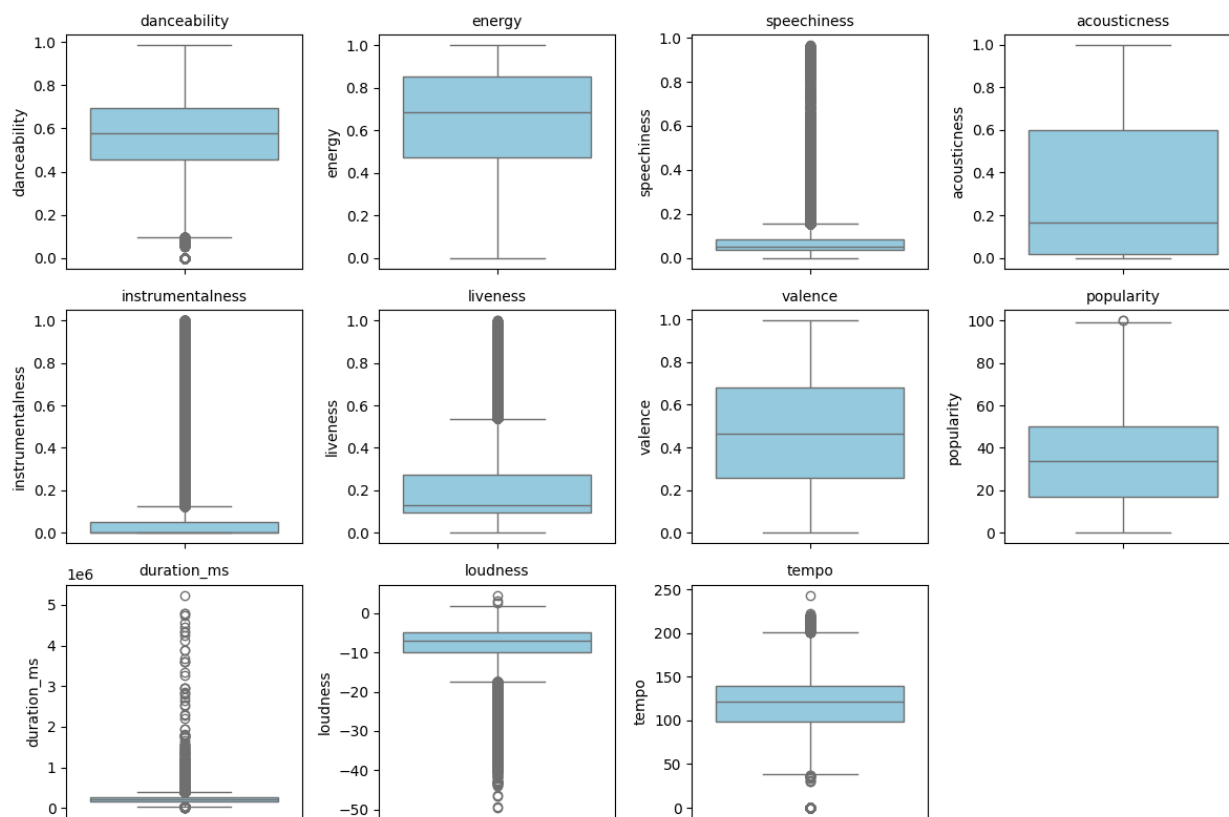 danceability
energy
speechiness
acousticness
1.0
0.8
0.6
0.4
0.2
0.0
danceability
1.0
0.8
0.6
0.4
0.2
0.0
energy
1.0
0.8
0.6
0.4
0.2
0.0
speechiness
1.0
0.8
0.6
0.4
0.2
0.0
acousticness
instrumentalness
liveness
valence
popularity
1.0
0.8
0.6
0.4
0.2
0.0
instrumentalness
1.0
0.8
0.6
0.4
0.2
0.0
liveness
1.0
0.8
0.6
0.4
0.2
0.0
valence
100
80
60
40
20
0
popularity
1e6
duration_ms
loudness
tempo
5
4
3
2
1
0
duration_ms
0
−10
−20
−30
−40
−50
loudness
250
200
150
100
50
0
tempo